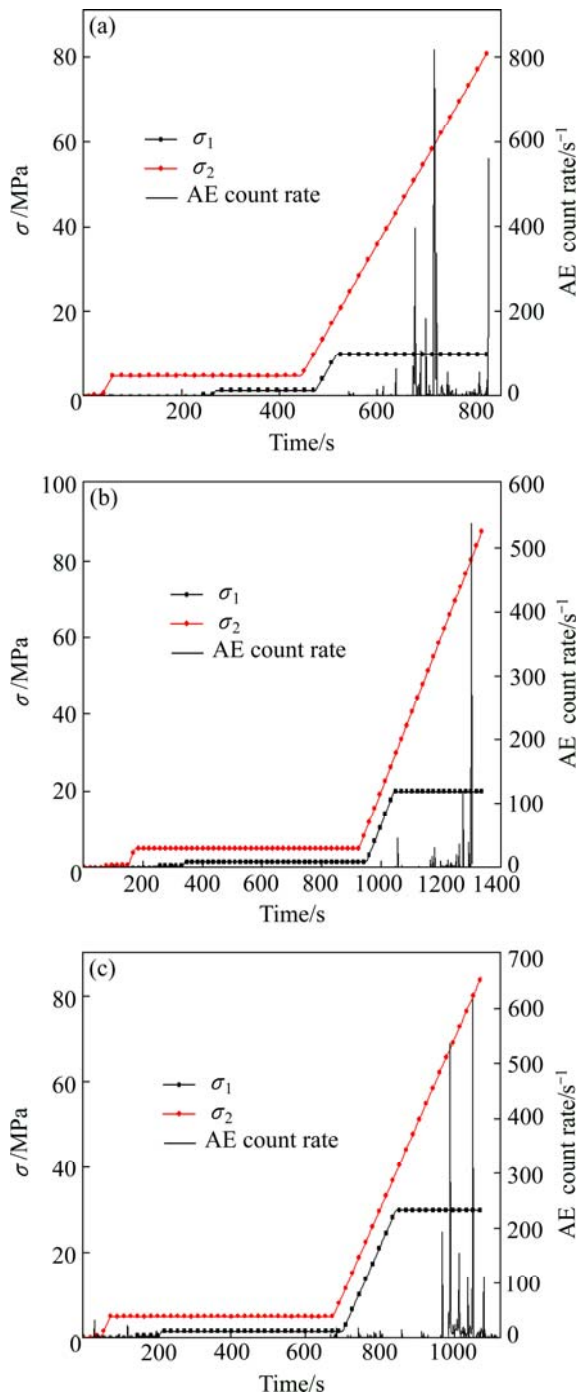 (a)
80
60
40
20
0
σ /MPa
σ₁
σ₂
AE count rate
800
600
400
200
0
AE count rate/s⁻¹
200 400 600 800
Time/s
(b)
100
80
60
40
20
0
σ /MPa
σ₁
σ₂
AE count rate
600
500
400
300
200
100
0
AE count rate/s⁻¹
200 400 600 800 1000 1200 1400
Time/s
(c)
80
60
40
20
0
σ /MPa
σ₁
σ₂
AE count rate
700
600
500
400
300
200
100
0
AE count rate/s⁻¹
200 400 600 800 1000
Time/s